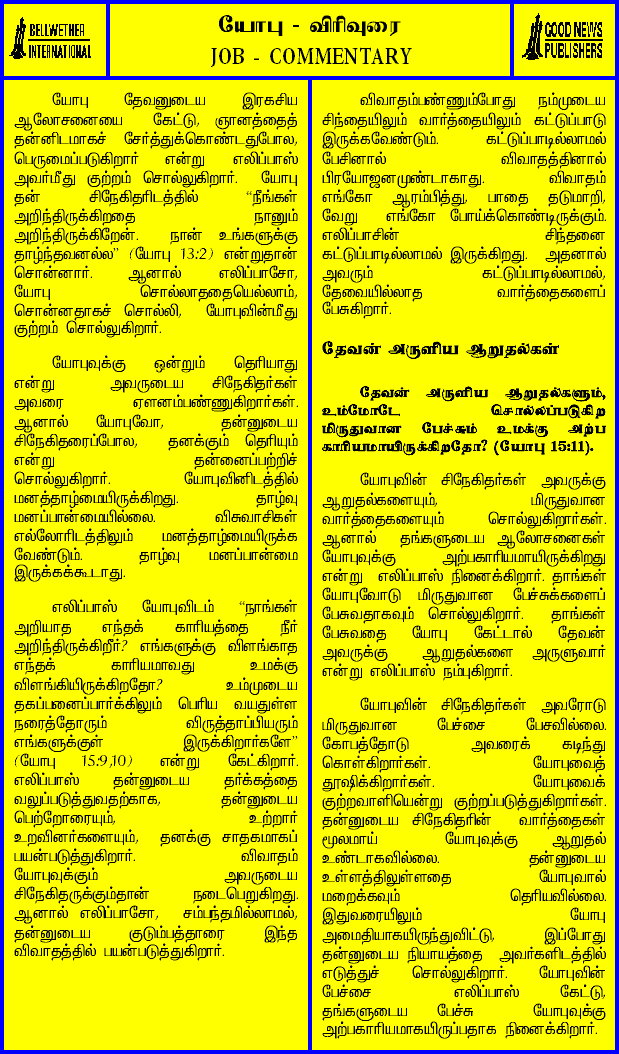 BELLWETHER
INTERNATIONAL
யோபு - விரிவுரை
JOB - COMMENTARY
GOOD NEWS
PUBLISHERS
யோபு தேவனுடைய இரகசிய
ஆலோசனையை கேட்டு, ஞானத்தைத்
தன்னிடமாகச் சேர்த்துக்கொண்டதுபோல,
பெருமைப்படுகிறார் என்று எலிப்பாஸ்
அவர்மீது குற்றம் சொல்லுகிறார். யோபு
தன் சிநேகிதரிடத்தில் “நீங்கள்
அறிந்திருக்கிறதை நானும்
அறிந்திருக்கிறேன். நான் உங்களுக்கு
தாழ்ந்தவனல்ல” (யோபு 13:2) என்றுதான்
சொன்னார். ஆனால் எலிப்பாசோ,
யோபு சொல்லாததையெல்லாம்,
சொன்னதாகச் சொல்லி, யோபுவின்மீது
குற்றம் சொல்லுகிறார்.
யோபுவுக்கு ஒன்றும் தெரியாது
என்று அவருடைய சிநேகிதர்கள்
அவரை ஏளனம்பண்ணுகிறார்கள்.
ஆனால் யோபுவோ, தன்னுடைய
சிநேகிதரைப்போல, தனக்கும் தெரியும்
என்று தன்னைப்பற்றிச்
சொல்லுகிறார். யோபுவினிடத்தில்
மனத்தாழ்மையிருக்கிறது. தாழ்வு
மனப்பான்மையில்லை. விசுவாசிகள்
எல்லோரிடத்திலும் மனத்தாழ்மையிருக்க
வேண்டும். தாழ்வு மனப்பான்மை
இருக்கக்கூடாது.
எலிப்பாஸ் யோபுவிடம் “நாங்கள்
அறியாத எந்தக் காரியத்தை நீர்
அறிந்திருக்கிறீர்? எங்களுக்கு விளங்காத
எந்தக் காரியமாவது உமக்கு
விளங்கியிருக்கிறதோ? உம்முடைய
தகப்பனைப்பார்க்கிலும் பெரிய வயதுள்ள
நரைத்தோரும் விருத்தாப்பியரும்
எங்களுக்குள் இருக்கிறார்களே”
(யோபு 15:9,10) என்று கேட்கிறார்.
எலிப்பாஸ் தன்னுடைய தர்க்கத்தை
வலுப்படுத்துவதற்காக, தன்னுடைய
பெற்றோரையும், உற்றார்
உறவினர்களையும், தனக்கு சாதகமாகப்
பயன்படுத்துகிறார். விவாதம்
யோபுவுக்கும் அவருடைய
சிநேகிதருக்கும்தான் நடைபெறுகிறது.
ஆனால் எலிப்பாசோ, சம்பந்தமில்லாமல்,
தன்னுடைய குடும்பத்தாரை இந்த
விவாதத்தில் பயன்படுத்துகிறார்.
விவாதம்பண்ணும்போது நம்முடைய
சிந்தையிலும் வார்த்தையிலும் கட்டுப்பாடு
இருக்கவேண்டும். கட்டுப்பாடில்லாமல்
பேசினால் விவாதத்தினால்
பிரயோஜனமுண்டாகாது. விவாதம்
எங்கோ ஆரம்பித்து, பாதை தடுமாறி,
வேறு எங்கோ போய்க்கொண்டிருக்கும்.
எலிப்பாசின் சிந்தனை
கட்டுப்பாடில்லாமல் இருக்கிறது. அதனால்
அவரும் கட்டுப்பாடில்லாமல்,
தேவையில்லாத வார்த்தைகளைப்
பேசுகிறார்.
தேவன் அருளிய ஆறுதல்கள்
தேவன் அருளிய ஆறுதல்களும்,
உம்மோடே சொல்லப்படுகிற
மிருதுவான பேச்சும் உமக்கு அற்ப
காரியமாயிருக்கிறதோ? (யோபு 15:11).
யோபுவின் சிநேகிதர்கள் அவருக்கு
ஆறுதல்களையும், மிருதுவான
வார்த்தைகளையும் சொல்லுகிறார்கள்.
ஆனால் தங்களுடைய ஆலோசனைகள்
யோபுவுக்கு அற்பகாரியமாயிருக்கிறது
என்று எலிப்பாஸ் நினைக்கிறார். தாங்கள்
யோபுவோடு மிருதுவான பேச்சுக்களைப்
பேசுவதாகவும் சொல்லுகிறார். தாங்கள்
பேசுவதை யோபு கேட்டால் தேவன்
அவருக்கு ஆறுதல்களை அருளுவார்
என்று எலிப்பாஸ் நம்புகிறார்.
யோபுவின் சிநேகிதர்கள் அவரோடு
மிருதுவான பேச்சை பேசவில்லை.
கோபத்தோடு அவரைக் கடிந்து
கொள்கிறார்கள். யோபுவைத்
தூஷிக்கிறார்கள். யோபுவைக்
குற்றவாளியென்று குற்றப்படுத்துகிறார்கள்.
தன்னுடைய சிநேகிதரின் வார்த்தைகள்
மூலமாய் யோபுவுக்கு ஆறுதல்
உண்டாகவில்லை. தன்னுடைய
உள்ளத்திலுள்ளதை யோபுவால்
மறைக்கவும் தெரியவில்லை.
இதுவரையிலும் யோபு
அமைதியாகயிருந்துவிட்டு, இப்போது
தன்னுடைய நியாயத்தை அவர்களிடத்தில்
எடுத்துச் சொல்லுகிறார். யோபுவின்
பேச்சை எலிப்பாஸ் கேட்டு,
தங்களுடைய பேச்சு யோபுவுக்கு
அற்பகாரியமாகயிருப்பதாக நினைக்கிறார்.